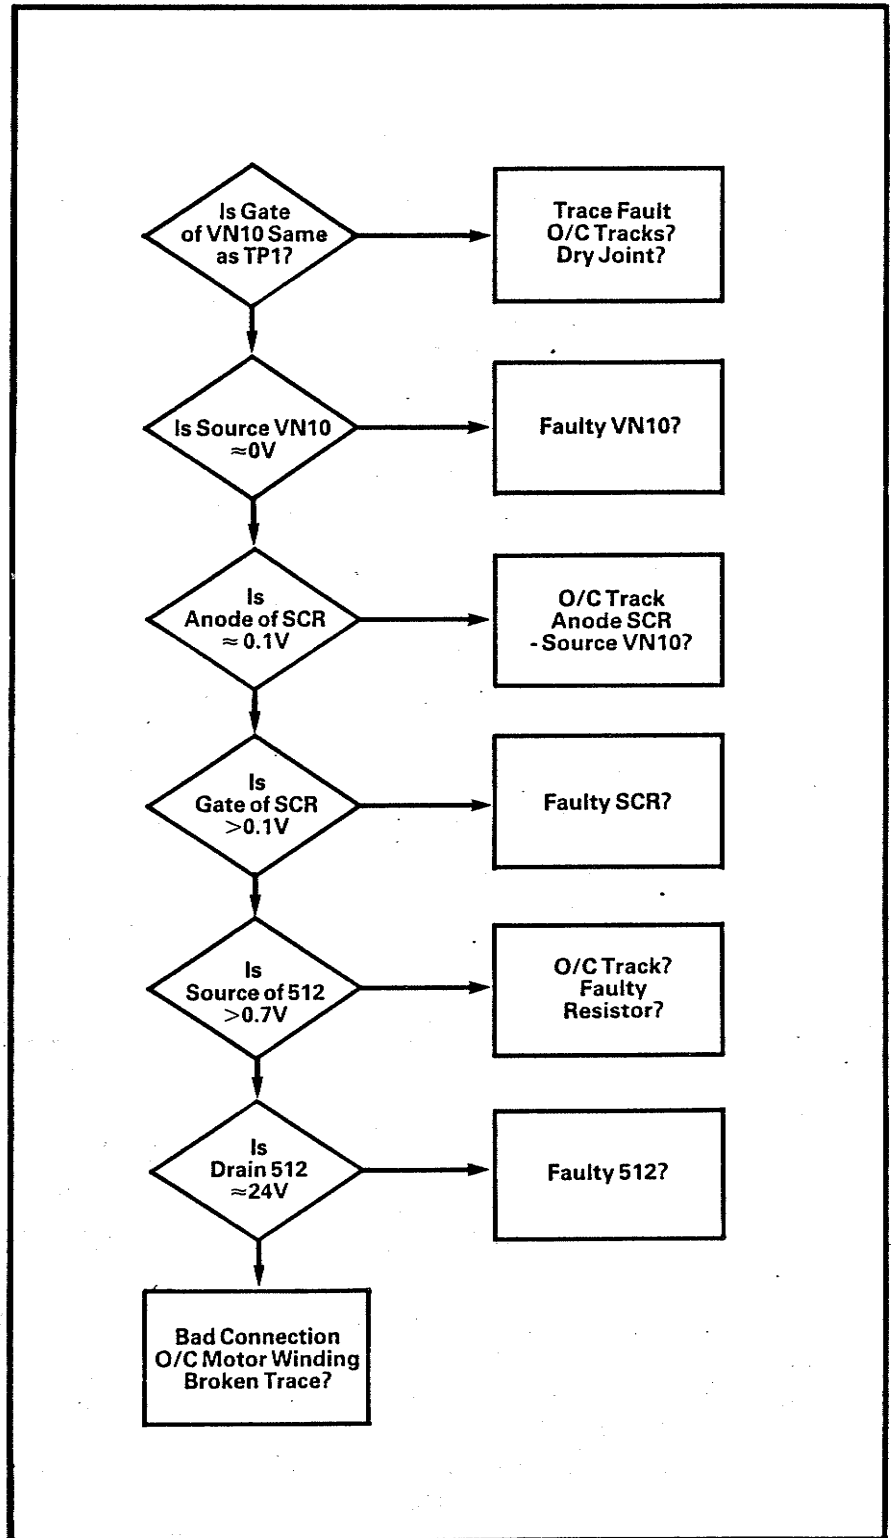 Is Gate
of VN10 Same
as TP1?
Trace Fault
O/C Tracks?
Dry Joint?
Is Source VN10
≈0V
Faulty VN10?
Is
Anode of SCR
≈ 0.1V
O/C Track
Anode SCR
- Source VN10?
Is
Gate of SCR
>0.1V
Faulty SCR?
Is
Source of 512
>0.7V
O/C Track?
Faulty
Resistor?
Is
Drain 512
≈24V
Faulty 512?
Bad Connection
O/C Motor Winding
Broken Trace?